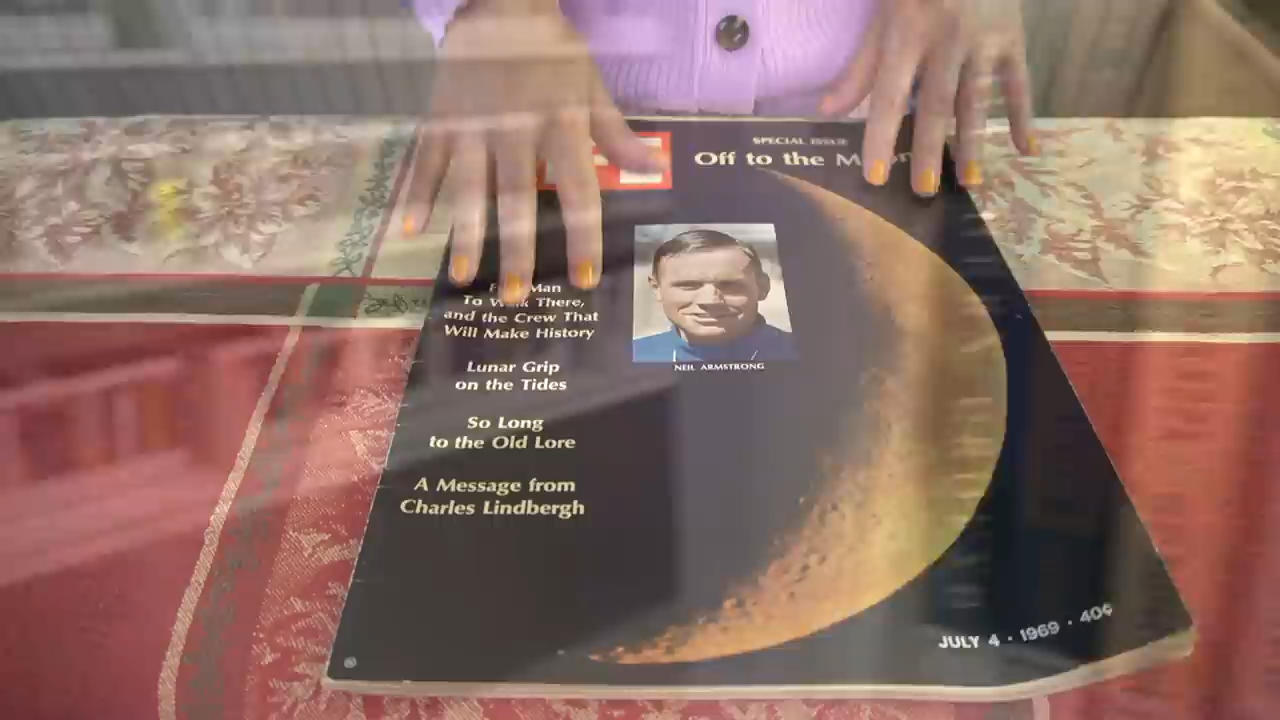 SPECIAL ISSUE
Off to the Moon
Man
To Walk There,
and the Crew That
Will Make History
NEIL ARMSTRONG
Lunar Grip
on the Tides
So Long
to the Old Lore
A Message from
Charles Lindbergh
JULY 4 · 1969 · 40¢